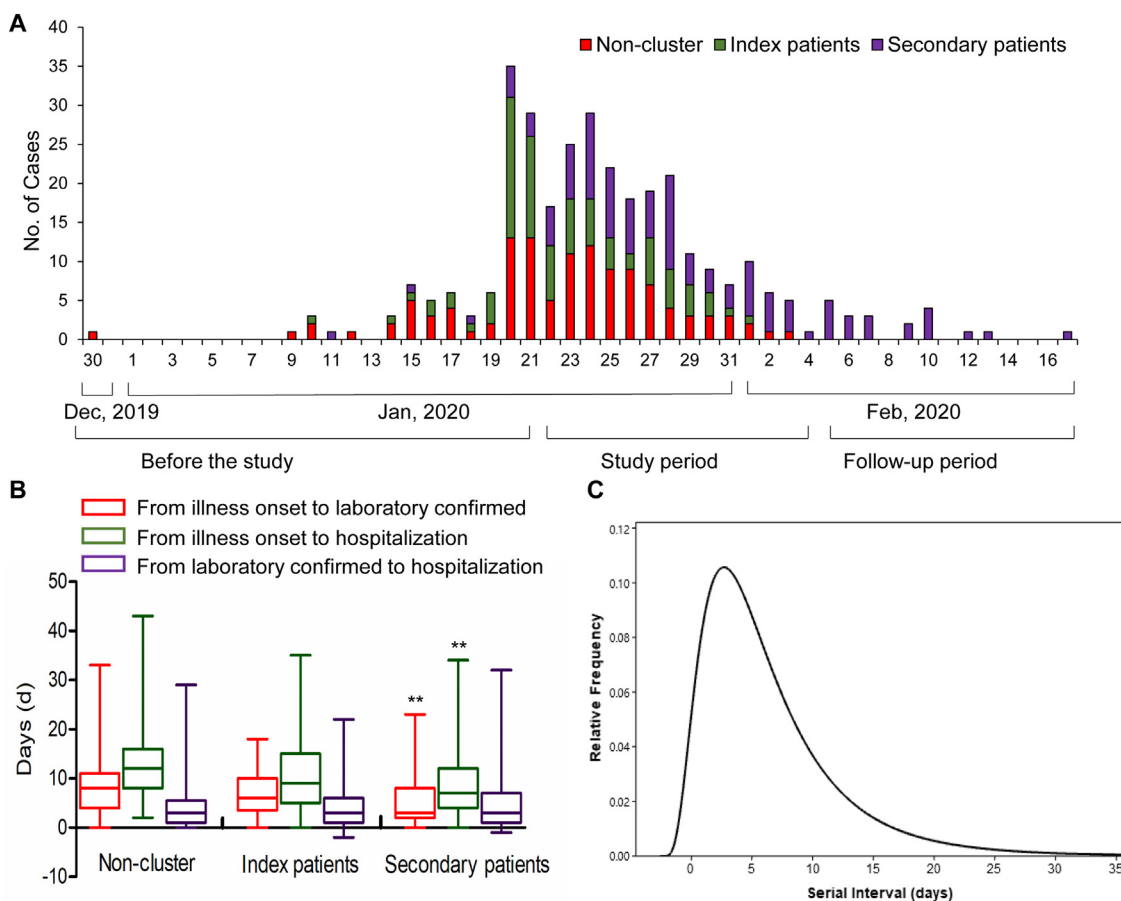 A
Non-cluster Index patients Secondary patients
No. of Cases
40
35
30
25
20
15
10
5
0
30 1 3 5 7 9 11 13 15 17 19 21 23 25 27 29 31 2 4 6 8 10 12 14 16
Dec, 2019 Jan, 2020 Feb, 2020
Before the study Study period Follow-up period
B
From illness onset to laboratory confirmed
From illness onset to hospitalization
From laboratory confirmed to hospitalization
Days (d)
50
40
30
20
10
0
-10
** **
Non-cluster Index patients Secondary patients
C
Relative Frequency
0.12
0.10
0.08
0.06
0.04
0.02
0.00
0 5 10 15 20 25 30 35
Serial Interval (days)